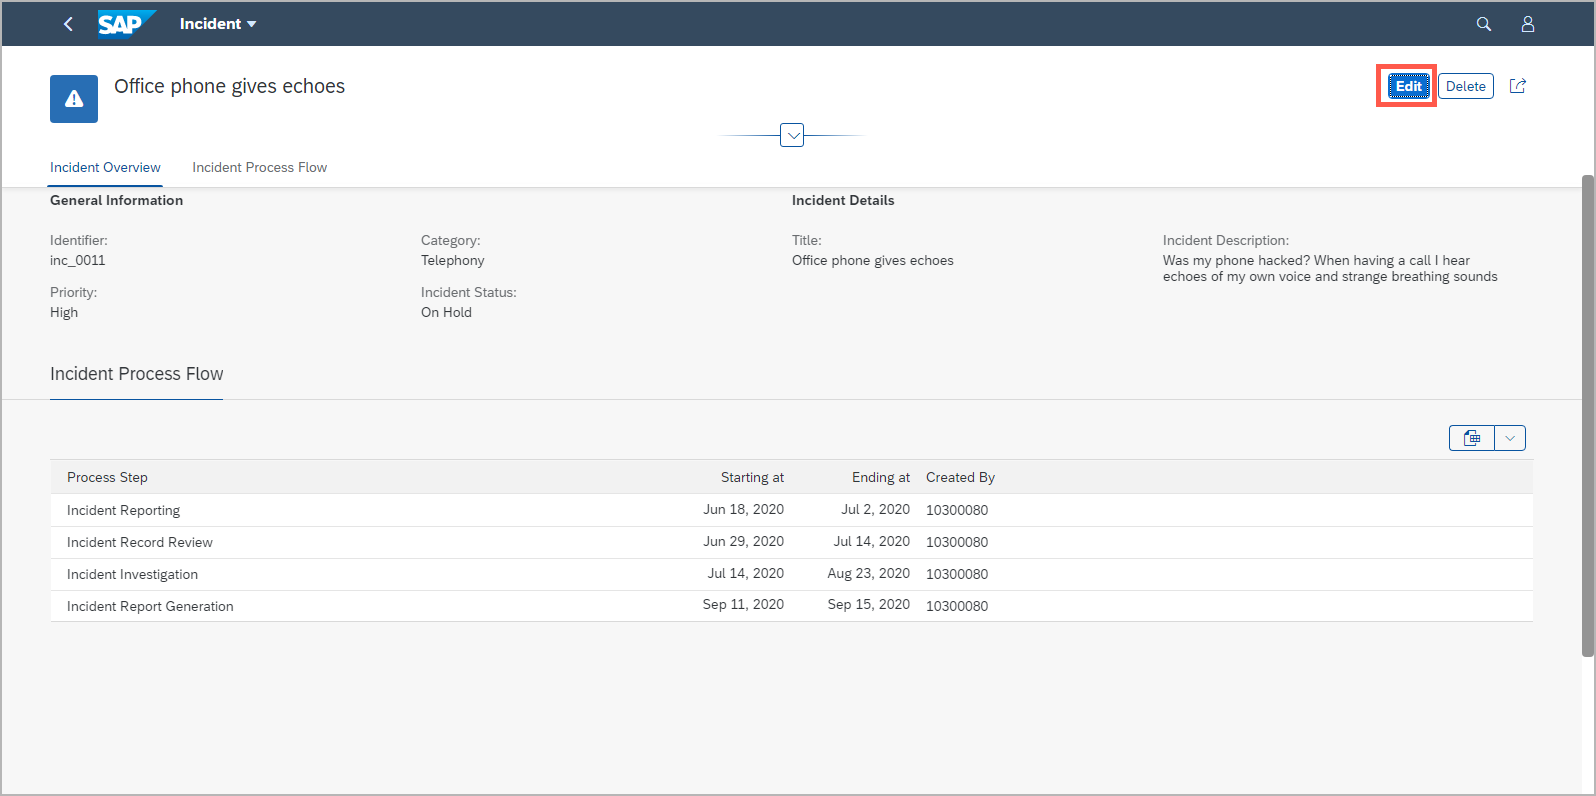 SAP Incident
Office phone gives echoes
Edit Delete
Incident Overview Incident Process Flow
General Information Incident Details
Identifier: Category: Title: Incident Description:
inc_0011 Telephony Office phone gives echoes Was my phone hacked? When having a call I hear
echoes of my own voice and strange breathing sounds
Priority: Incident Status:
High On Hold
Incident Process Flow
Process Step Starting at Ending at Created By
Incident Reporting Jun 18, 2020 Jul 2, 2020 10300080
Incident Record Review Jun 29, 2020 Jul 14, 2020 10300080
Incident Investigation Jul 14, 2020 Aug 23, 2020 10300080
Incident Report Generation Sep 11, 2020 Sep 15, 2020 10300080